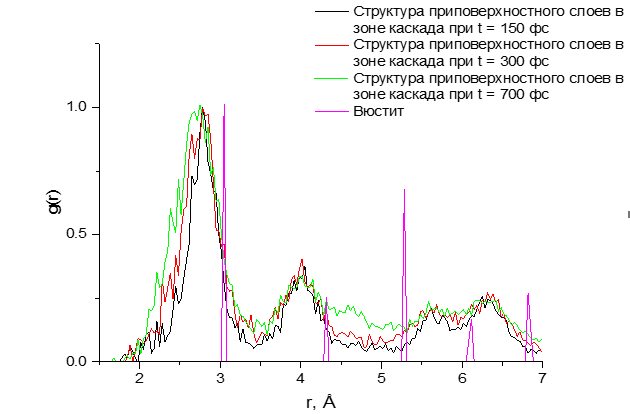 Структура приповерхностного слоев в
зоне каскада при t = 150 фс
Структура приповерхностного слоев в
зоне каскада при t = 300 фс
Структура приповерхностного слоев в
зоне каскада при t = 700 фс
Вюстит
1.0
0.5
0.0
g(r)
2 3 4 5 6 7
r, Å